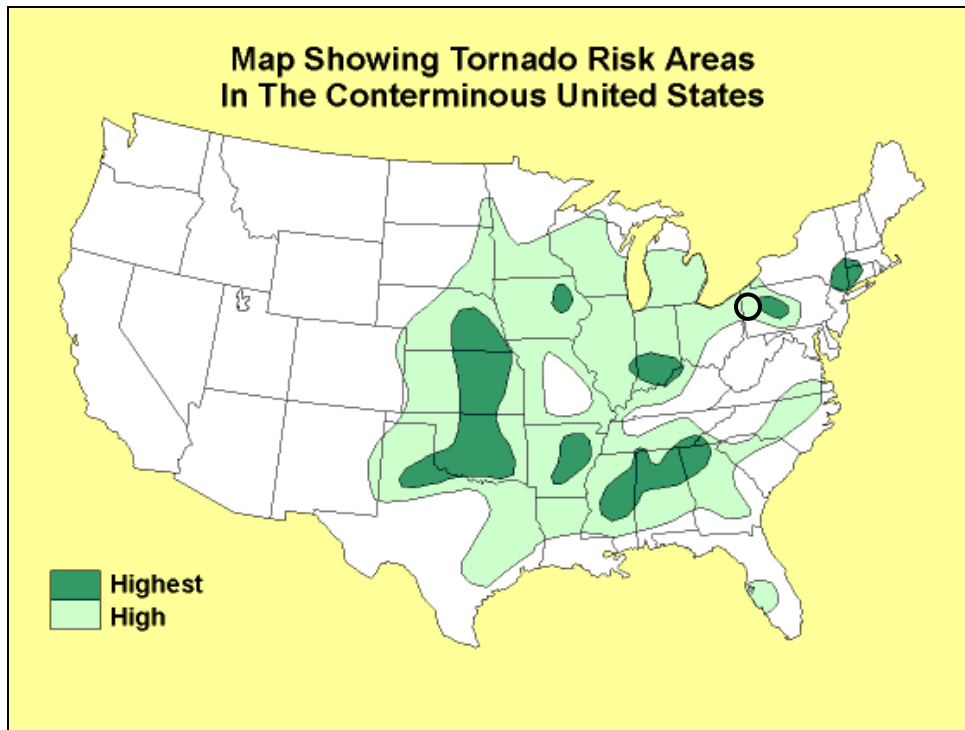 Map Showing Tornado Risk Areas
In The Conterminous United States
Highest
High